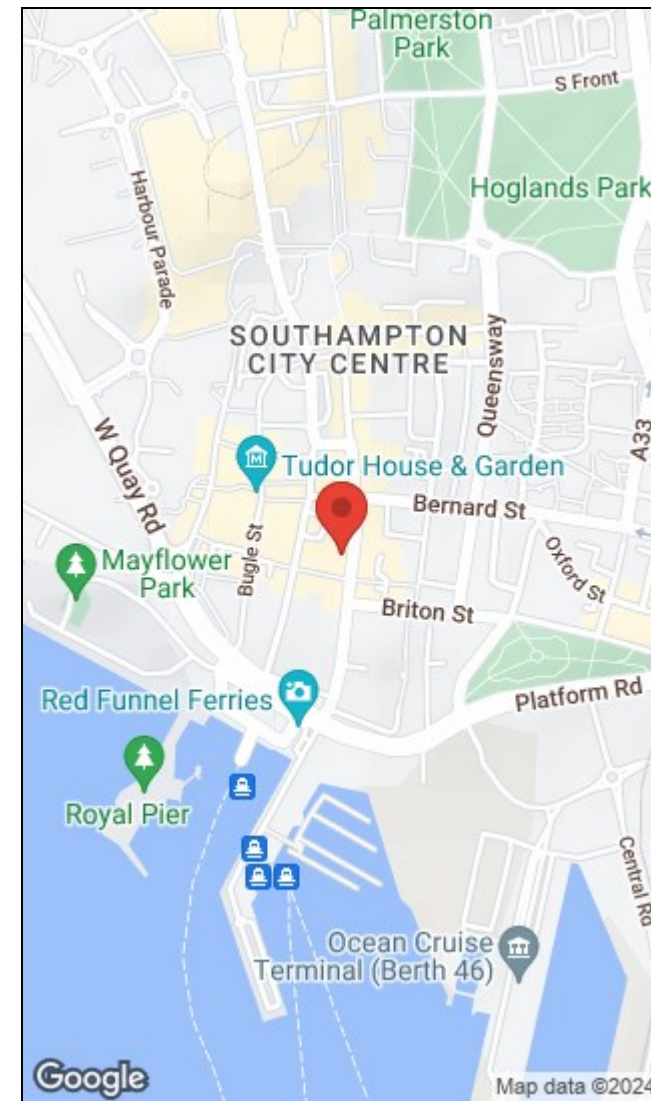 Palmerston
Park
S Front
Hoglands Park
Harbour Parade
SOUTHAMPTON
CITY CENTRE
Queensway
A33
W Quay Rd
Tudor House & Garden
Bernard St
Mayflower
Park
Bugle St
Oxford St
Briton St
Red Funnel Ferries
Platform Rd
Royal Pier
Central Rd
Ocean Cruise
Terminal (Berth 46)
Google
Map data ©2024